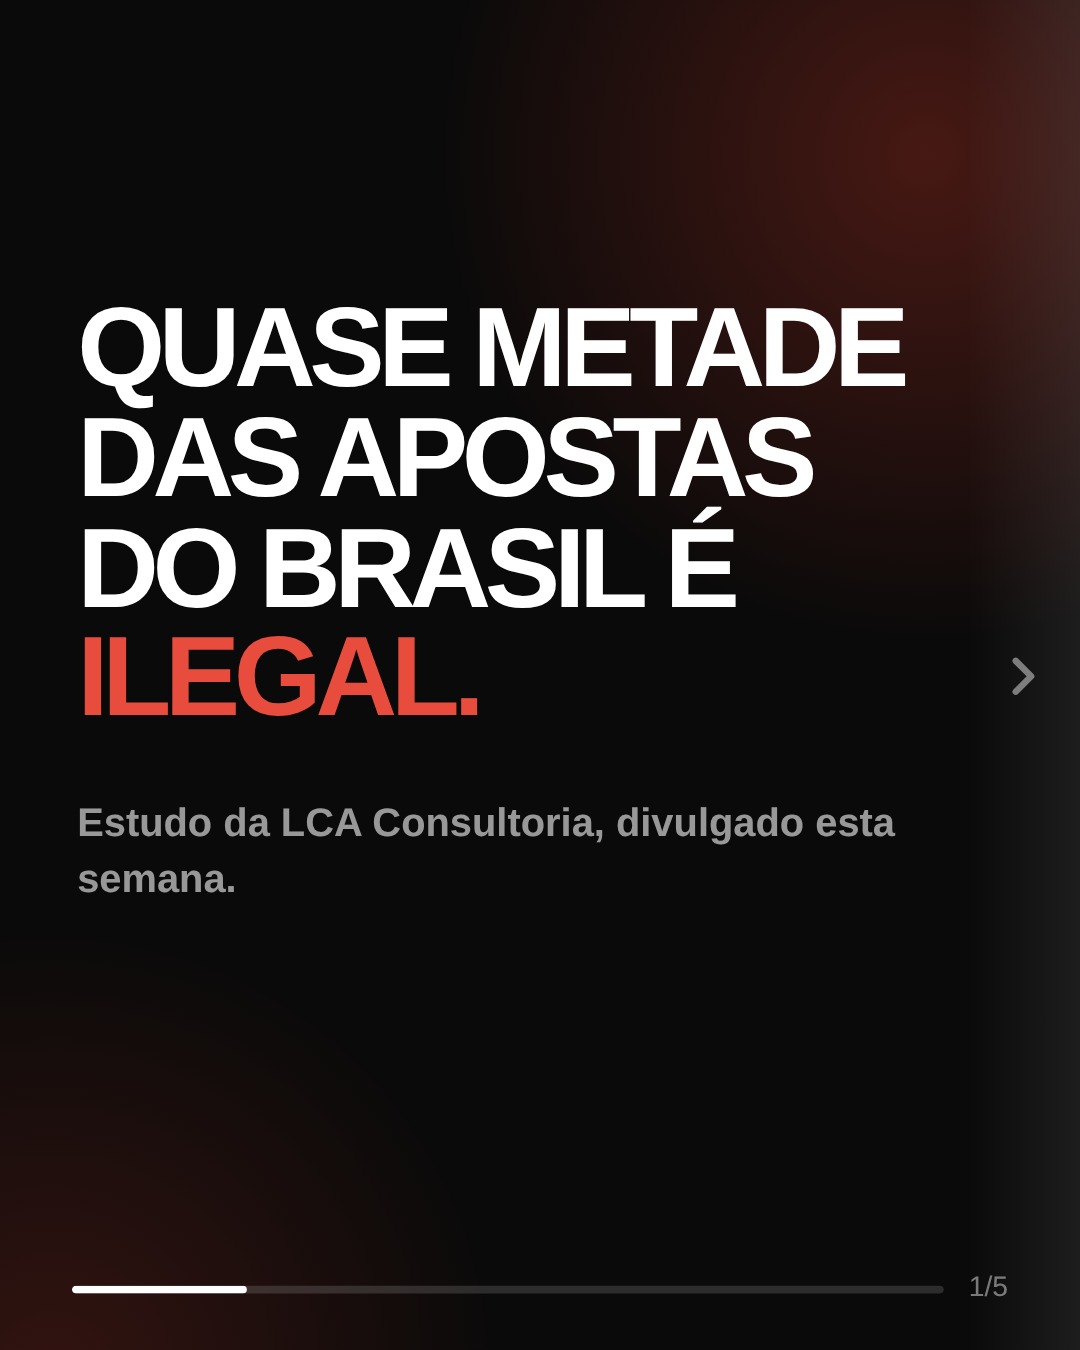 QUASE METADE
DAS APOSTAS
DO BRASIL É
ILEGAL.
Estudo da LCA Consultoria, divulgado esta
semana.
1/5